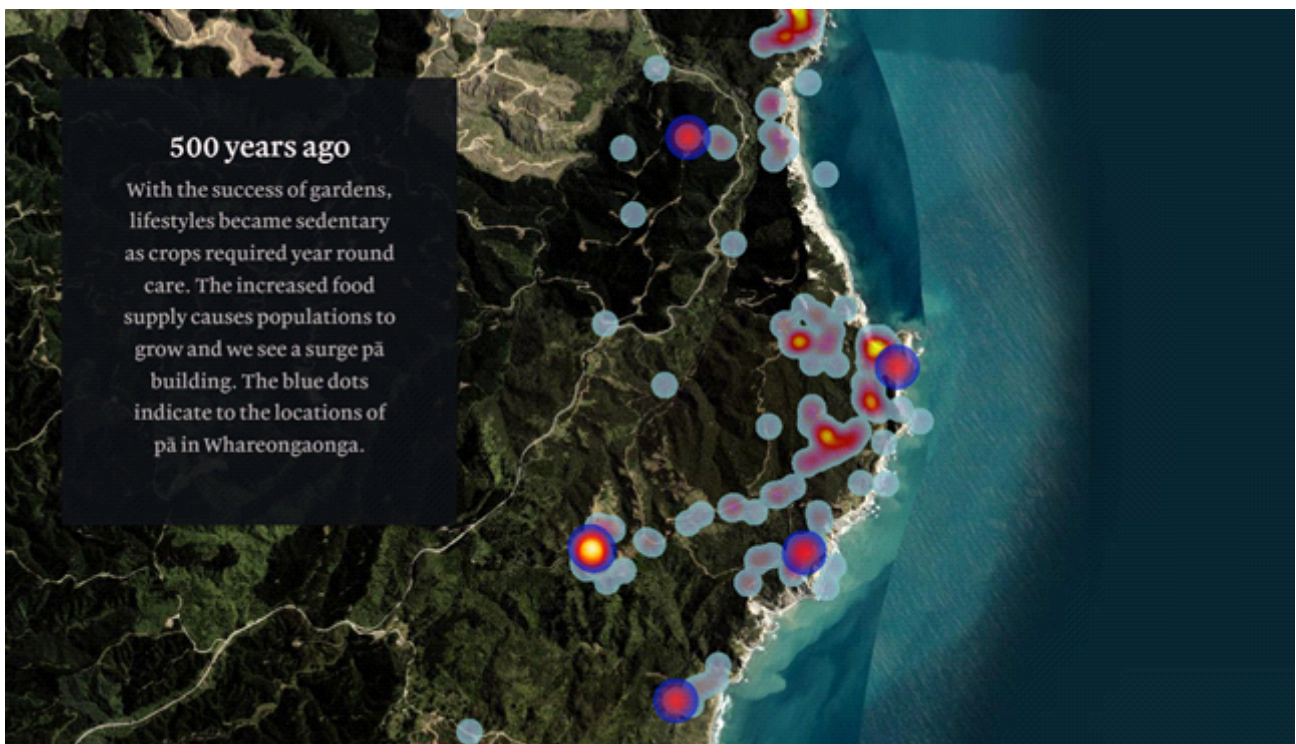 500 years ago
With the success of gardens,
lifestyles became sedentary
as crops required year round
care. The increased food
supply causes populations to
grow and we see a surge pā
building. The blue dots
indicate to the locations of
pā in Whareongaonga.